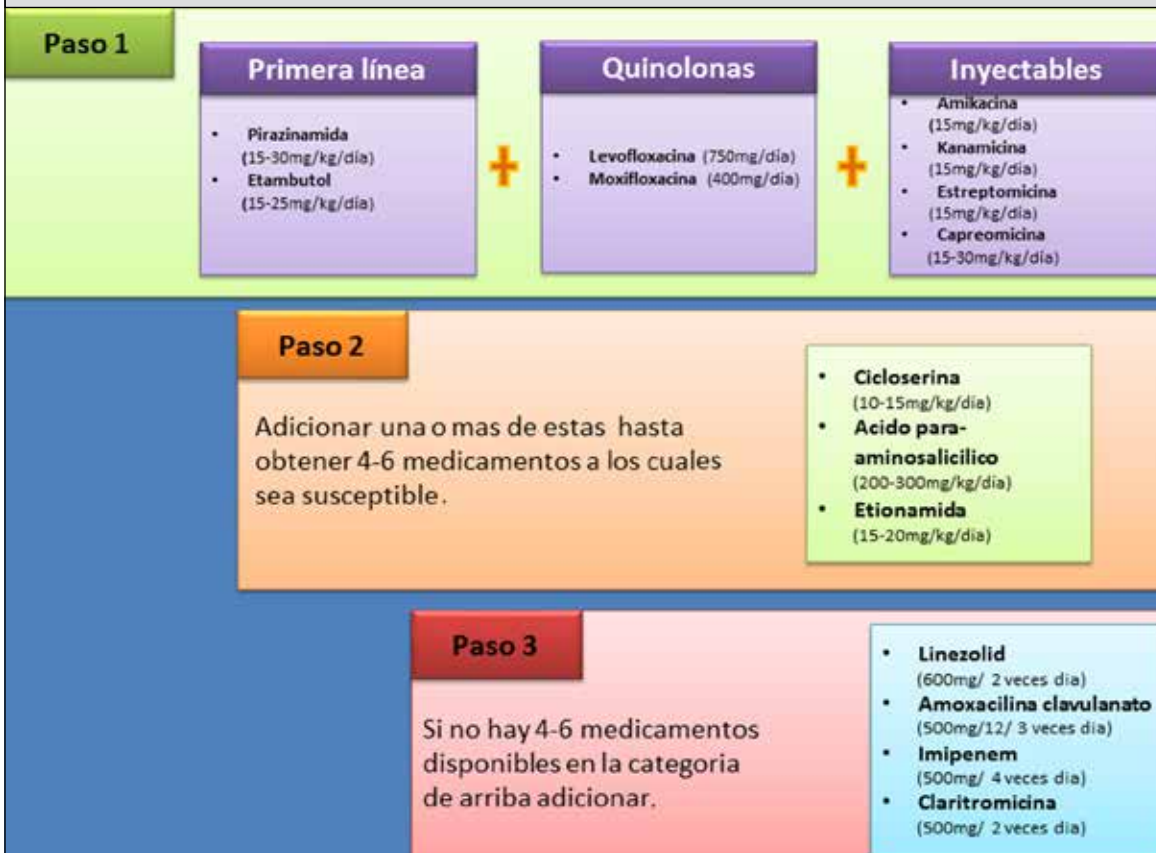 Paso 1
Primera línea
• Pirazinamida
(15-30mg/kg/día)
• Etambutol
(15-25mg/kg/día)
+
Quinolonas
• Levofloxacina (750mg/dia)
• Moxifloxacina (400mg/dia)
+
Inyectables
• Amikacina
(15mg/kg/día)
• Kanamicina
(15mg/kg/día)
• Estreptomicina
(15mg/kg/día)
• Capreomicina
(15-30mg/kg/día)
Paso 2
Adicionar una o mas de estas hasta
obtener 4-6 medicamentos a los cuales
sea susceptible.
• Cicloserina
(10-15mg/kg/dia)
• Acido para-
aminosalicilico
(200-300mg/kg/dia)
• Etionamida
(15-20mg/kg/dia)
Paso 3
Si no hay 4-6 medicamentos
disponibles en la categoria
de arriba adicionar.
• Linezolid
(600mg/ 2 veces dia)
• Amoxacilina clavulanato
(500mg/12/ 3 veces dia)
• Imipenem
(500mg/ 4 veces dia)
• Claritromicina
(500mg/ 2 veces dia)